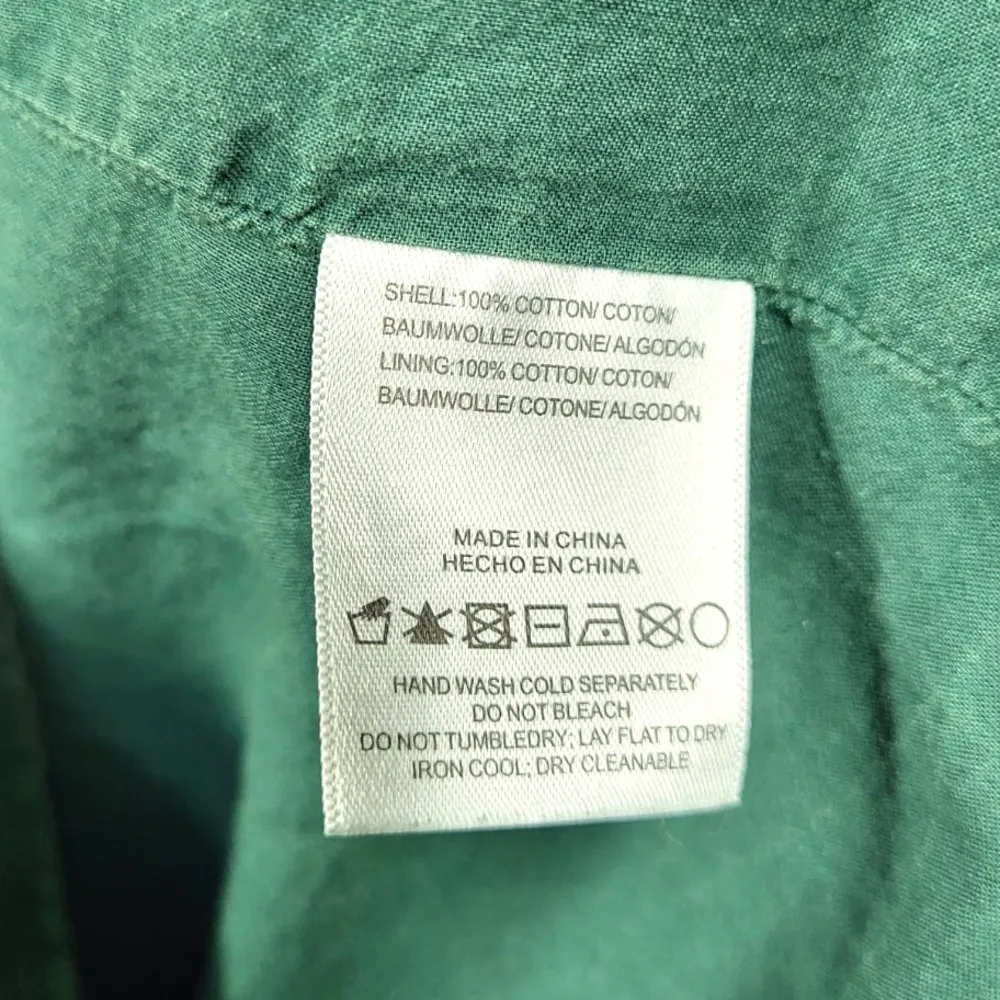 SHELL:100% COTTON/ COTON/
BAUMWOLLE/ COTONE/ ALGODÓN
LINING:100% COTTON/ COTON/
BAUMWOLLE/ COTONE/ ALGODÓN
MADE IN CHINA
HECHO EN CHINA
HAND WASH COLD SEPARATELY
DO NOT BLEACH
DO NOT TUMBLEDRY; LAY FLAT TO DRY
IRON COOL; DRY CLEANABLE